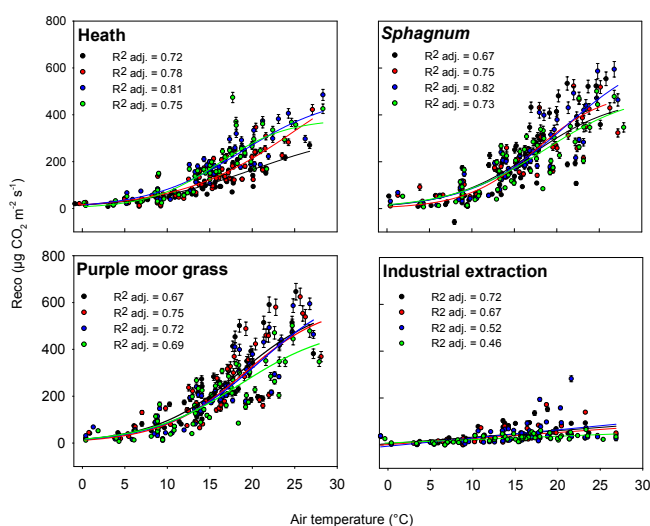 Heath
R2 adj. = 0.72
R2 adj. = 0.78
R2 adj. = 0.81
R2 adj. = 0.75
800
600
400
200
0
Sphagnum
R2 adj. = 0.67
R2 adj. = 0.75
R2 adj. = 0.82
R2 adj. = 0.73
Reco (µg CO2 m-2 s-1)
Purple moor grass
R2 adj. = 0.67
R2 adj. = 0.75
R2 adj. = 0.72
R2 adj. = 0.69
800
600
400
200
0
0 5 10 15 20 25 30
Industrial extraction
R2 adj. = 0.72
R2 adj. = 0.67
R2 adj. = 0.52
R2 adj. = 0.46
0 5 10 15 20 25 30
Air temperature (°C)